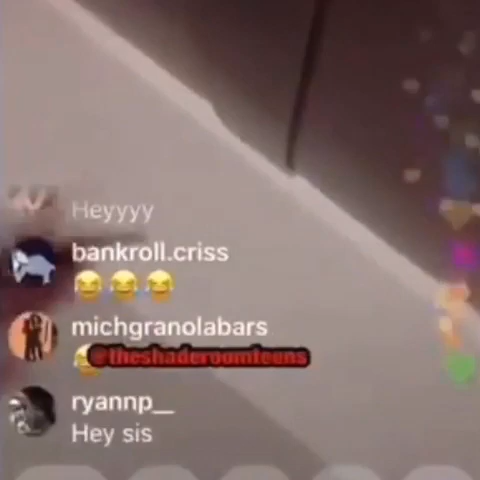 Heyyyy
bankroll.criss
😂😂😂
michgranolabars
@theshaderoomteens
ryannp__
Hey sis